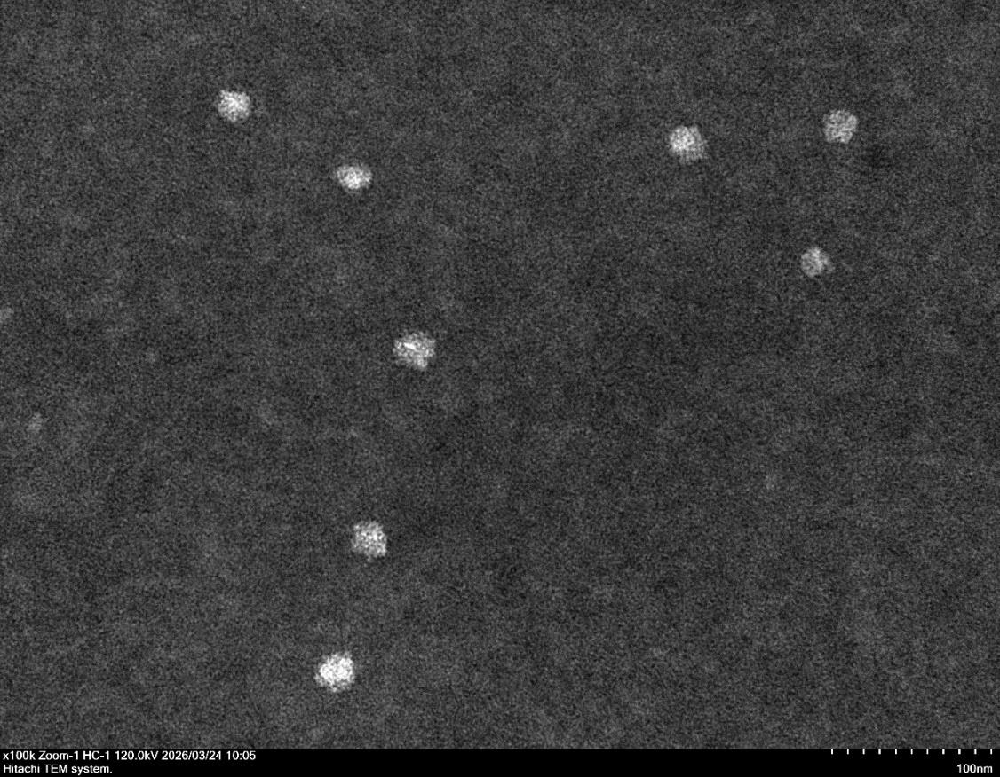 x100k Zoom-1 HC-1 120.0kV 2026/03/24 10:05
Hitachi TEM system.
100nm